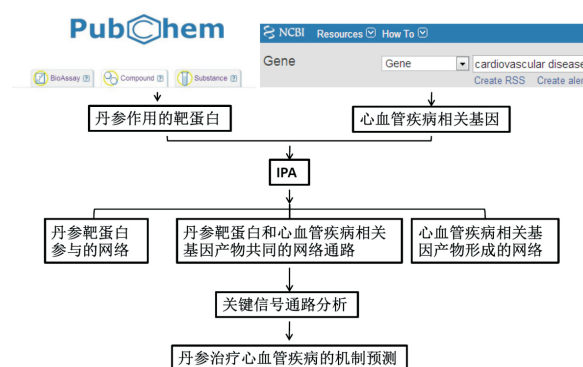 PubChem
NCBI Resources How To
Gene Gene cardiovascular disease
BioAssay Compound Substance
Create RSS Create aler
丹参作用的靶蛋白
心血管疾病相关基因
IPA
丹参靶蛋白
参与的网络
丹参靶蛋白和心血管疾病相关
基因产物共同的网络通路
心血管疾病相关基
因产物形成的网络
关键信号通路分析
丹参治疗心血管疾病的机制预测